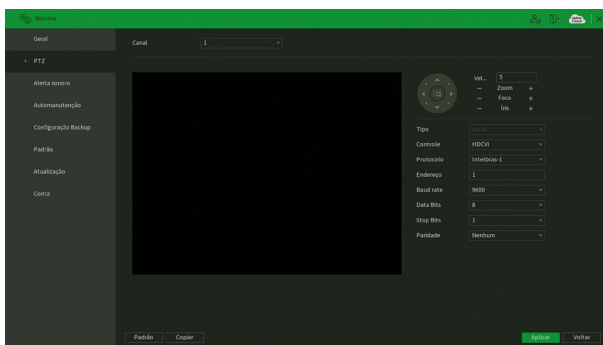 Sistema
Geral
PTZ
Alerta sonoro
Automanutenção
Configuração Backup
Padrão
Atualização
Conta
Canal 1
Vel... 5
− Zoom +
− Foco +
− Íris +
Tipo Local
Controle HDCVI
Protocolo Intelbras-1
Endereço 1
Baud rate 9600
Data Bits 8
Stop Bits 1
Paridade Nenhum
Padrão Copiar Aplicar Voltar